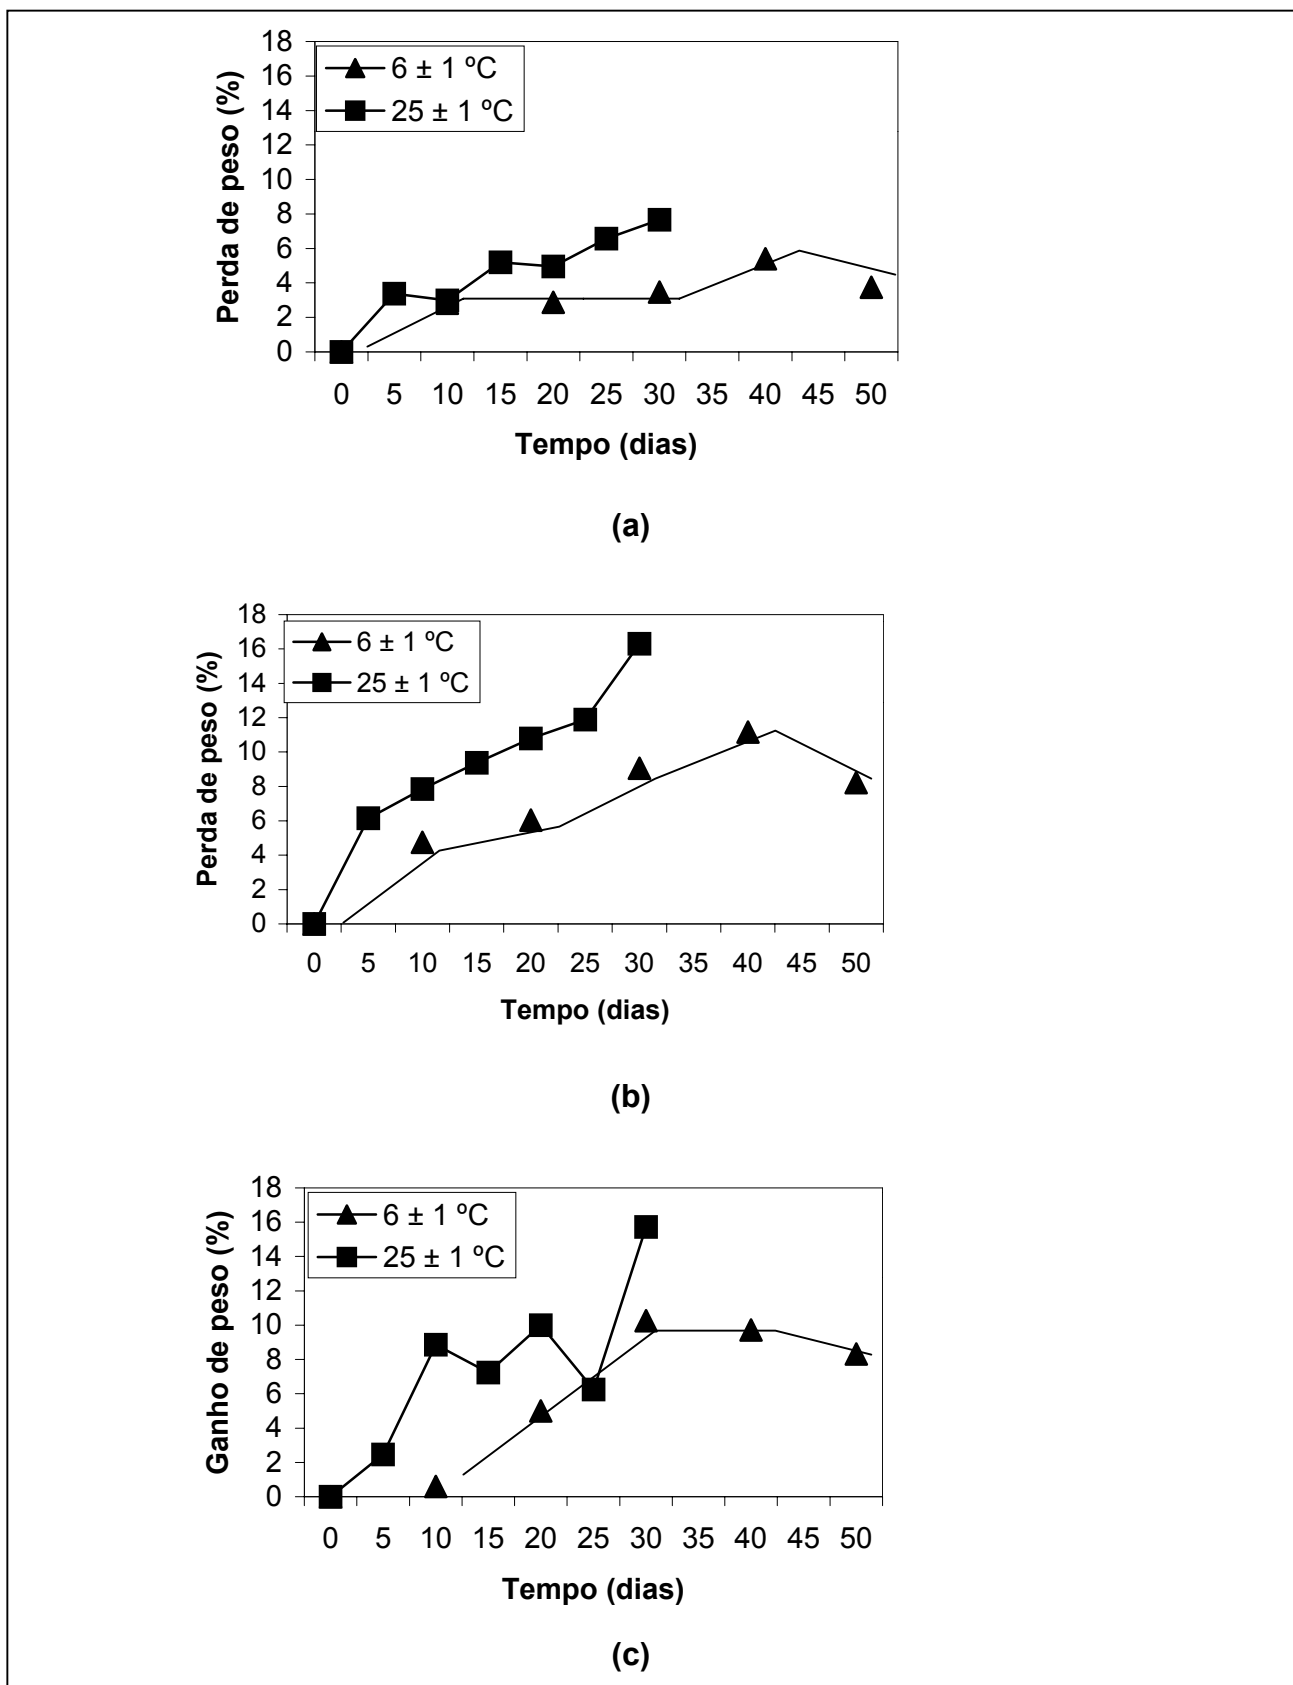 Perda de peso (%)
18
16
14
12
10
8
6
4
2
0
6 ± 1 ºC
25 ± 1 ºC
0 5 10 15 20 25 30 35 40 45 50
Tempo (dias)
(a)
Perda de peso (%)
18
16
14
12
10
8
6
4
2
0
6 ± 1 ºC
25 ± 1 ºC
0 5 10 15 20 25 30 35 40 45 50
Tempo (dias)
(b)
Ganho de peso (%)
18
16
14
12
10
8
6
4
2
0
6 ± 1 ºC
25 ± 1 ºC
0 5 10 15 20 25 30 35 40 45 50
Tempo (dias)
(c)